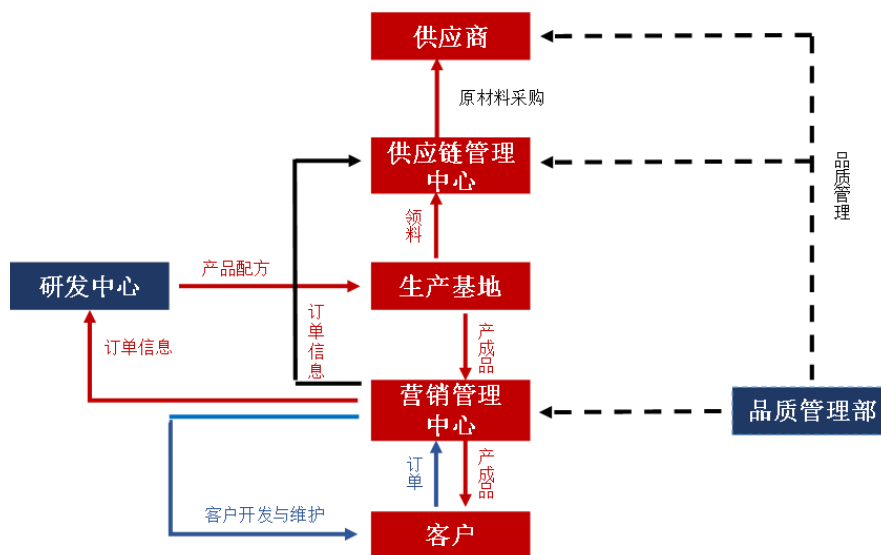 供应商
原材料采购
供应链管理
中心
品质管理
领料
产品配方
研发中心
生产基地
订单信息
订单信息
产成品
营销管理
中心
品质管理部
订单
产成品
客户开发与维护
客户